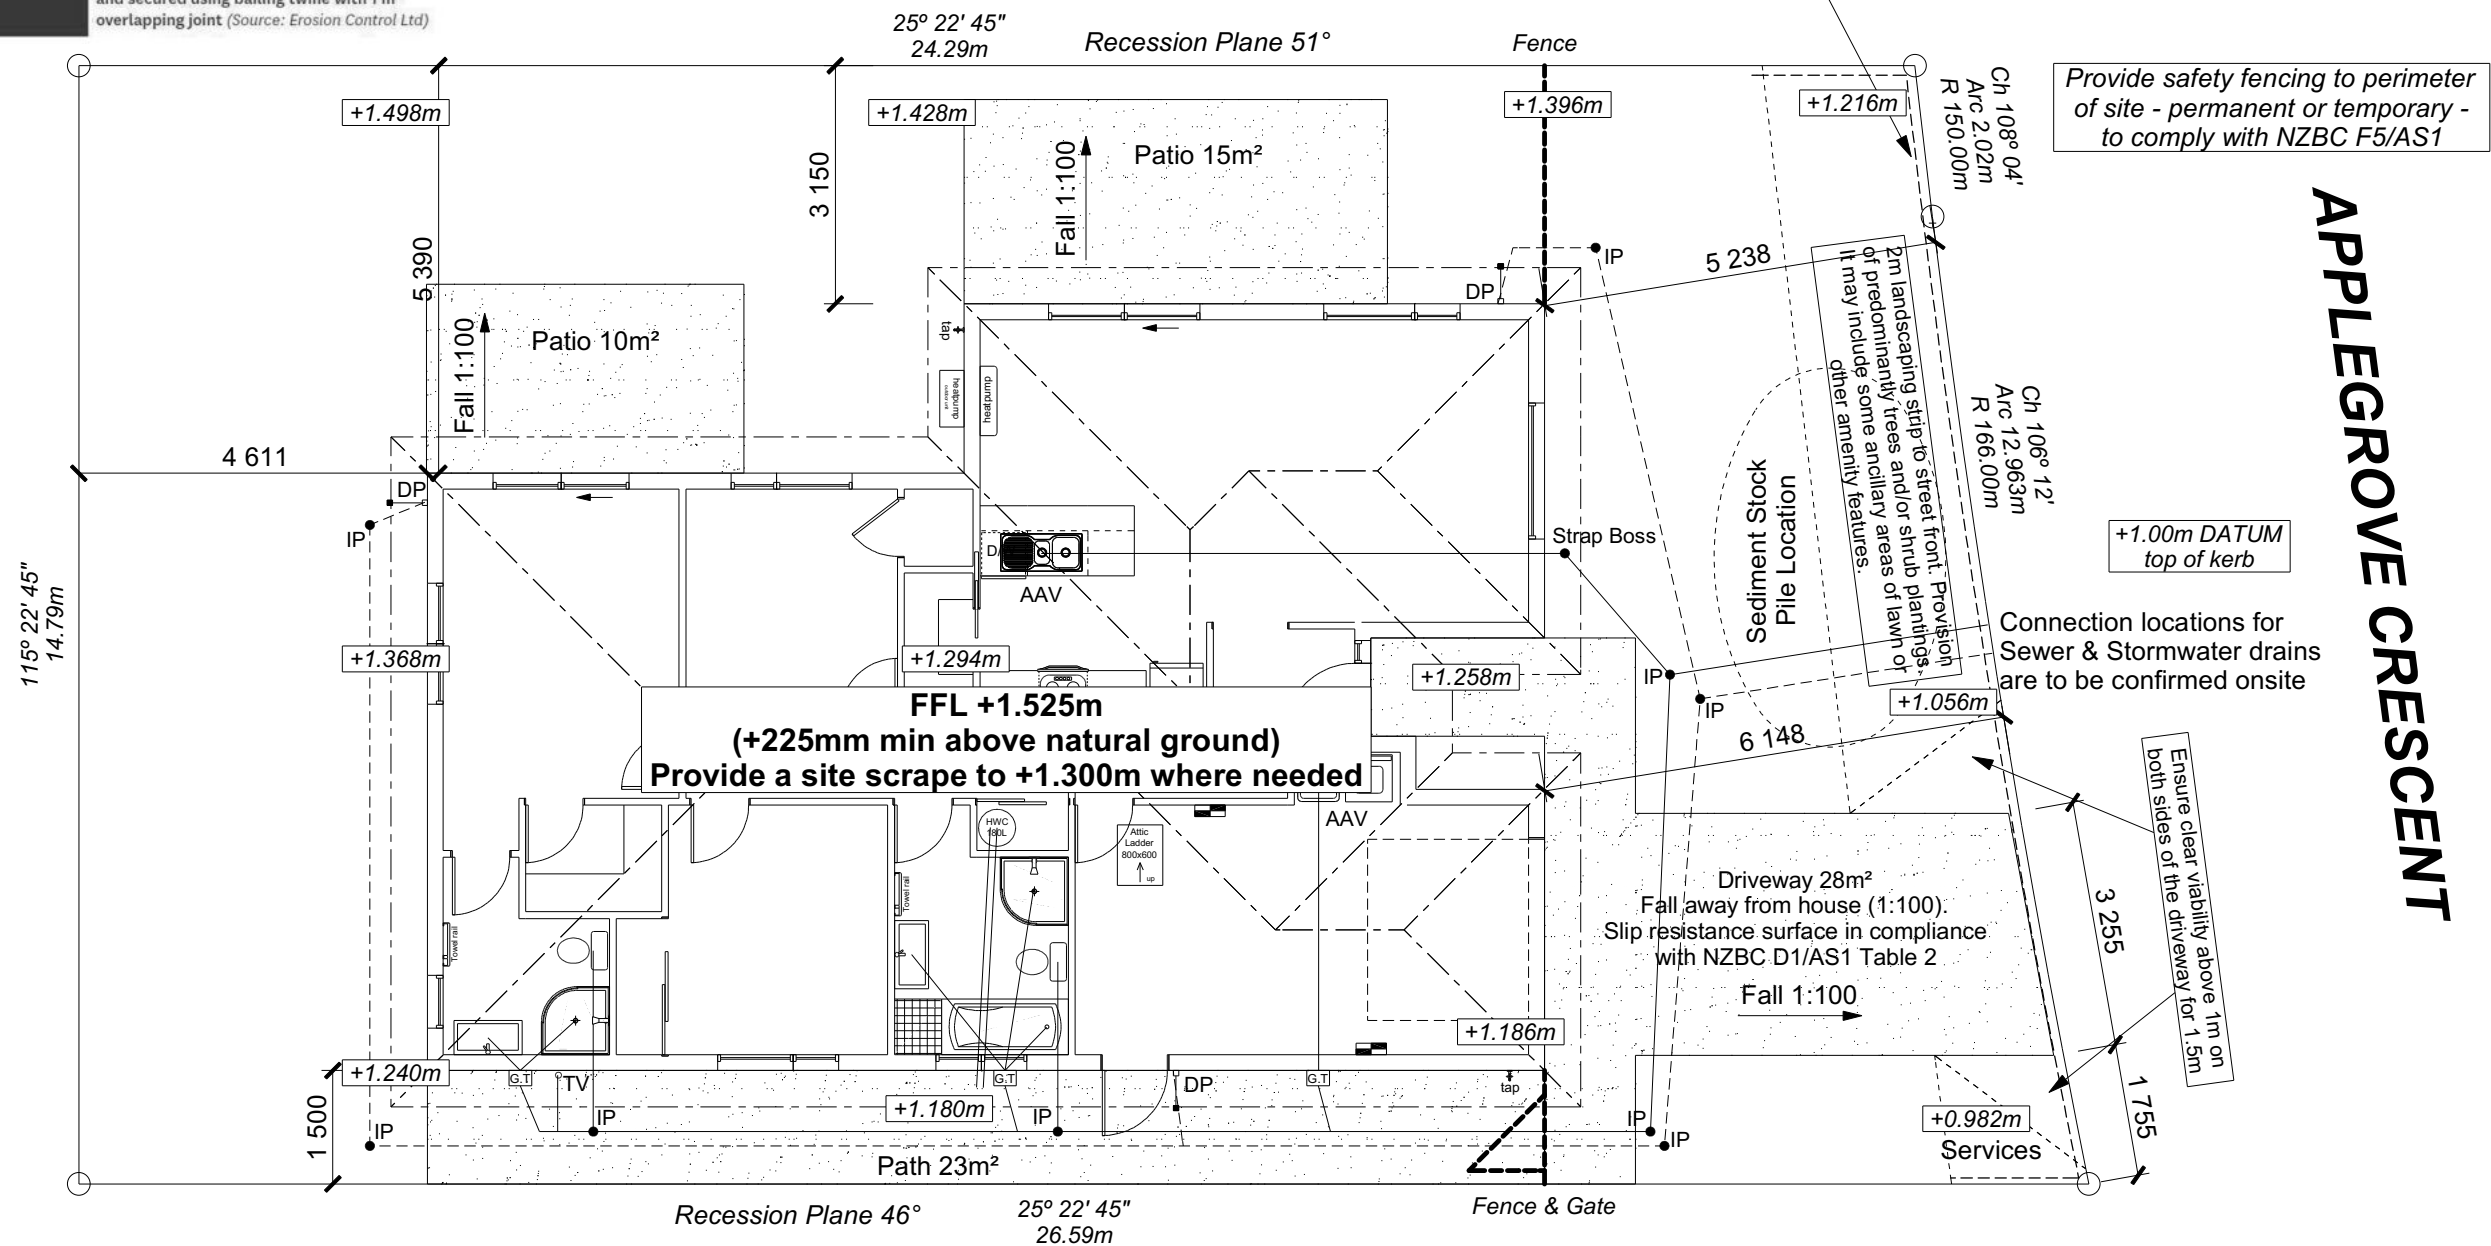 and secured using baling twine with 1 m
overlapping joint (Source: Erosion Control Ltd)
25º 22' 45"
24.29m
Recession Plane 51°
Fence
+1.498m
+1.428m
+1.396m
+1.216m
Ch 108º 04'
Arc 2.02m
R 150.00m
Provide safety fencing to perimeter
of site - permanent or temporary -
to comply with NZBC F5/AS1
APPLEGROVE CRESCENT
3 150
Fall 1:100
Patio 15m²
5 390
Fall 1:100
Patio 10m²
tap
heatpump
heatpump
DP
IP
5 238
2m landscaping strip to street front. Provision
of predominantly trees and/or shrub plantings.
It may include some ancillary areas of lawn or
other amenity features.
Ch 106º 12'
Arc 12.963m
R 166.00m
4 611
DP
IP
D/
AAV
Strap Boss
Sediment Stock
Pile Location
+1.00m DATUM
top of kerb
115º 22' 45"
14.79m
+1.368m
+1.294m
+1.258m
IP
IP
+1.056m
Connection locations for
Sewer & Stormwater drains
are to be confirmed onsite
FFL +1.525m
(+225mm min above natural ground)
Provide a site scrape to +1.300m where needed
6 148
Ensure clear viability above 1m on
both sides of the driveway for 1.5m
HWC
180L
Attic
Ladder
800x600
up
AAV
Towel rail
Towel rail
Driveway 28m²
Fall away from house (1:100).
Slip resistance surface in compliance
with NZBC D1/AS1 Table 2
Fall 1:100
3 255
1 755
+1.186m
+1.240m
1 500
G.T
TV
IP
+1.180m
G.T
IP
DP
G.T
tap
IP
IP
IP
+0.982m
Services
Path 23m²
Recession Plane 46°
25º 22' 45"
26.59m
Fence & Gate